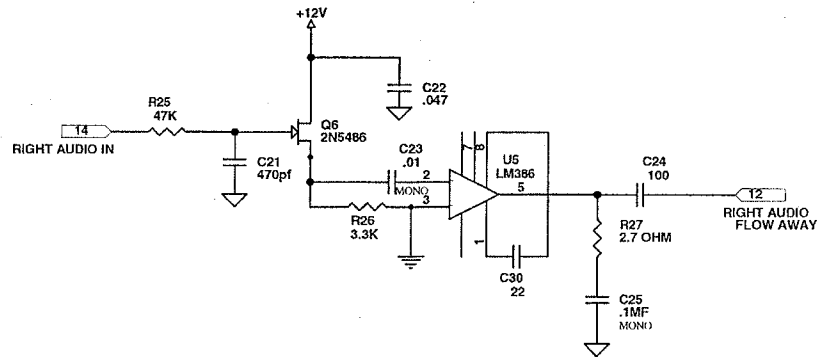 +12V
C22
.047
R25
47K
14
RIGHT AUDIO IN
Q6
2N5486
C21
470pf
C23
.01
MONO
2
3
R26
3.3K
7
8
U5
LM386
5
1
C30
22
C24
100
12
RIGHT AUDIO
FLOW AWAY
R27
2.7 OHM
C25
.1MF
MONO